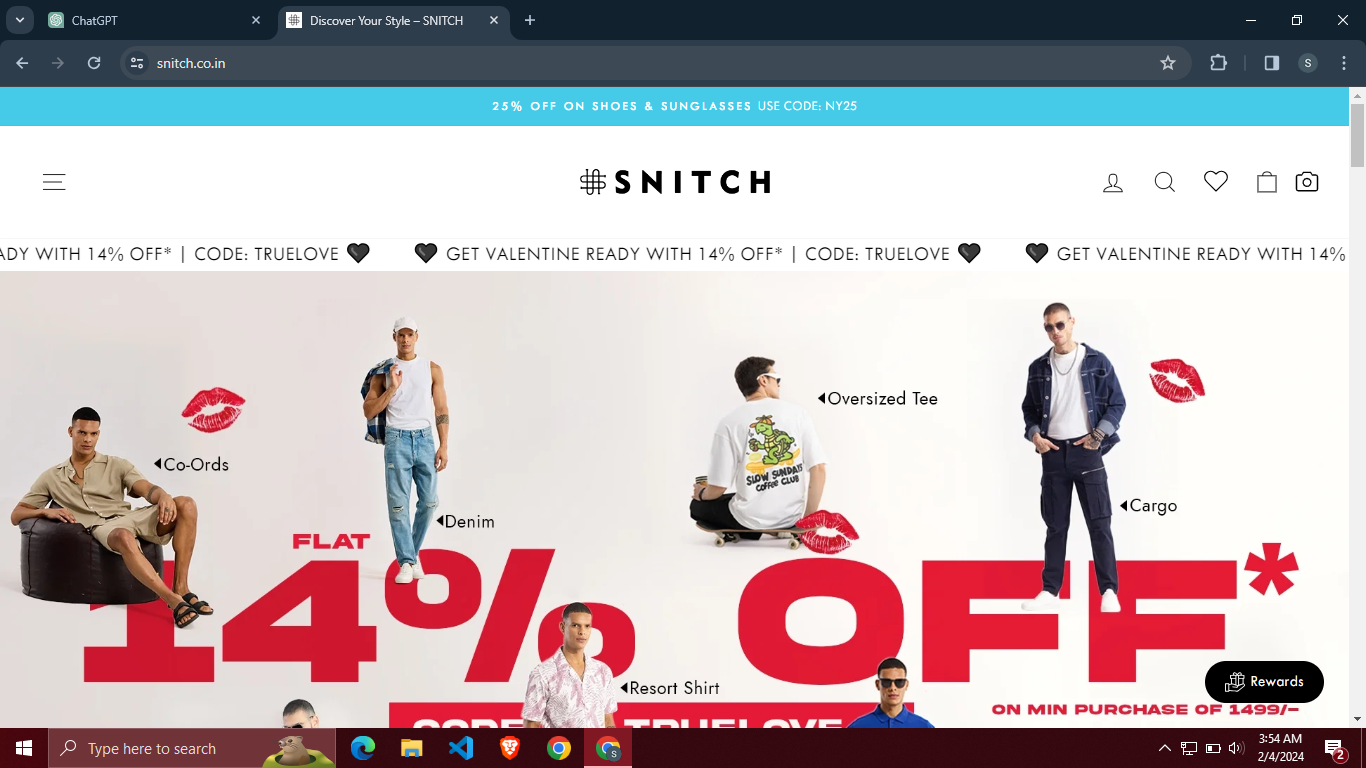 ChatGPT
Discover Your Style – SNITCH
snitch.co.in
S
25% OFF ON SHOES & SUNGLASSES USE CODE: NY25
SNITCH
ADY WITH 14% OFF* | CODE: TRUELOVE 🖤 🖤 GET VALENTINE READY WITH 14% OFF* | CODE: TRUELOVE 🖤 🖤 GET VALENTINE READY WITH 14%
Oversized Tee
Co-Ords
SLOW SUNDAYS
COFFEE CLUB
Cargo
Denim
FLAT
14% OFF*
Resort Shirt
Rewards
ON MIN PURCHASE OF 1499/-
CODE TRUELOVE
Type here to search
S
3:54 AM
2/4/2024
2